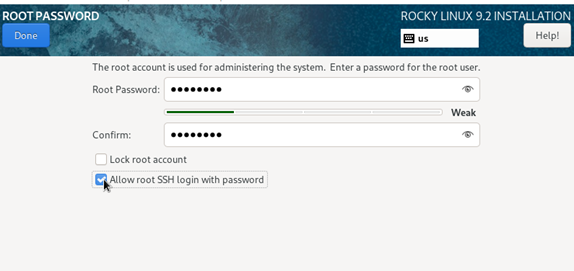 ROOT PASSWORD
ROCKY LINUX 9.2 INSTALLATION
Done
us
Help!
The root account is used for administering the system. Enter a password for the root user.
Root Password: ●●●●●●●●
Weak
Confirm: ●●●●●●●●
Lock root account
Allow root SSH login with password